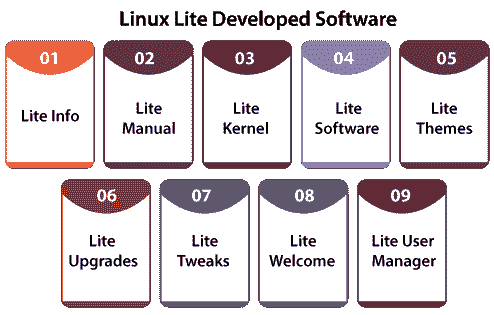 Linux Lite Developed Software
01
Lite Info
02
Lite
Manual
03
Lite
Kernel
04
Lite
Software
05
Lite
Themes
06
Lite
Upgrades
07
Lite
Tweaks
08
Lite
Welcome
09
Lite User
Manager